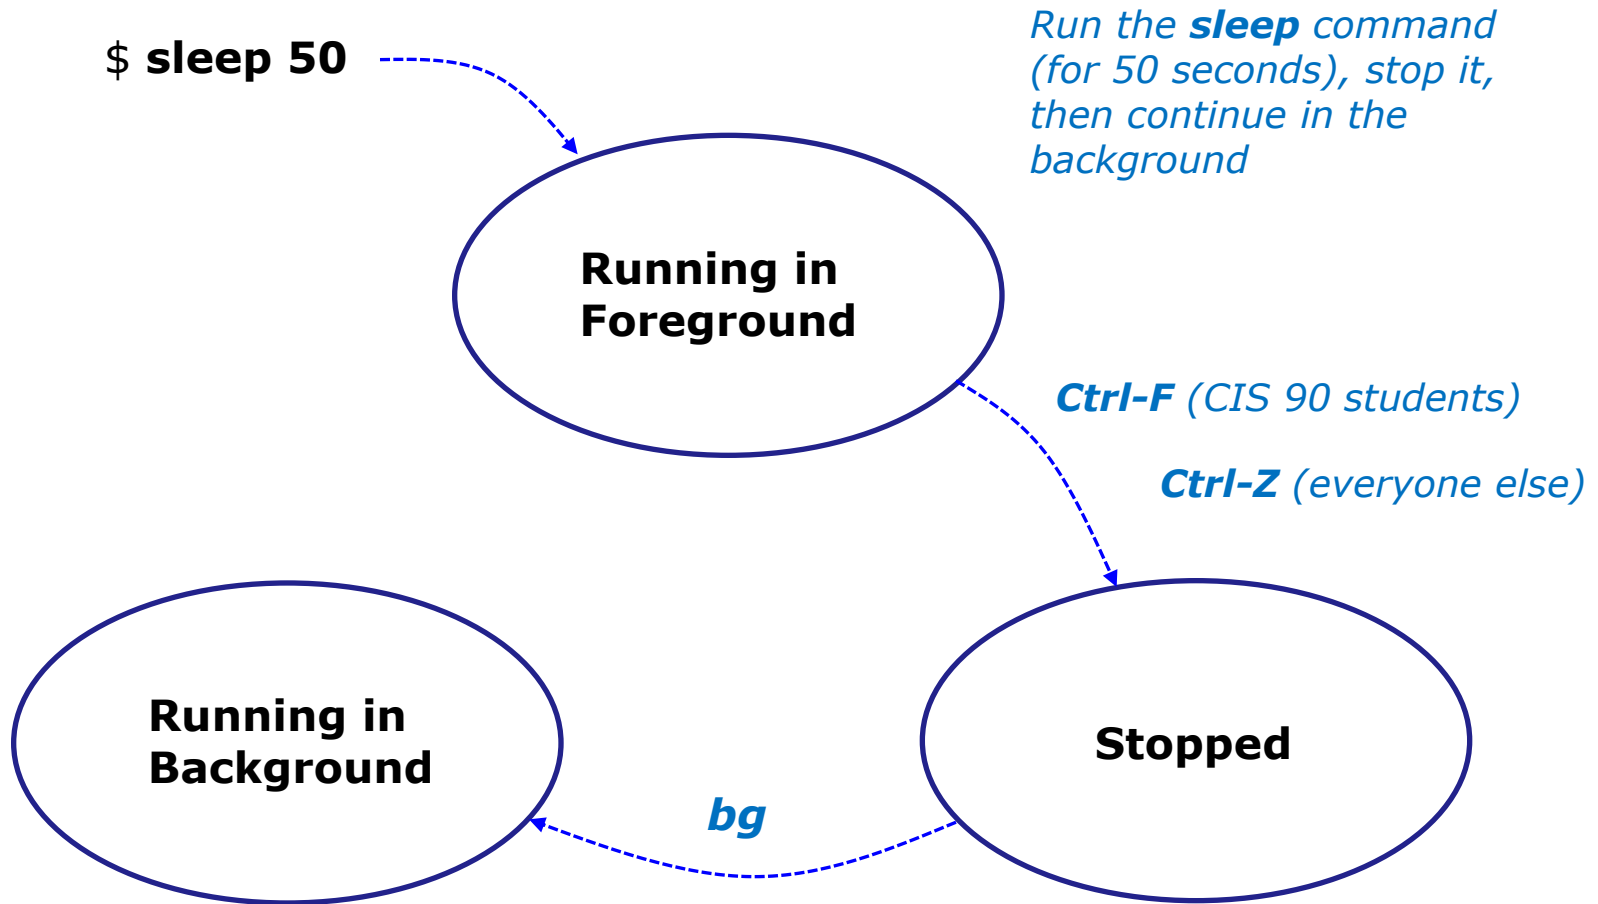 $ sleep 50
Run the sleep command
(for 50 seconds), stop it,
then continue in the
background
Running in
Foreground
Ctrl-F (CIS 90 students)
Ctrl-Z (everyone else)
Running in
Background
Stopped
bg